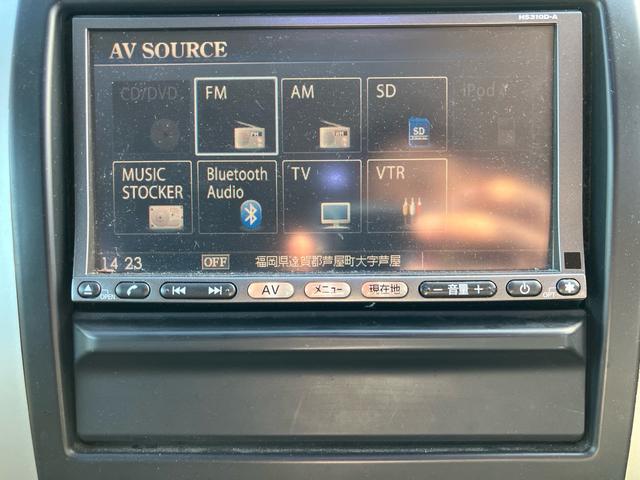 HS310D-A
AV SOURCE
CD/DVD
FM
AM
SD
iPod
SD
MUSIC STOCKER
Bluetooth Audio
TV
VTR
14 23
OFF
福岡県遠賀郡芦屋町大字芦屋
OPEN
AV
メニュー
現在地
− 音量 +